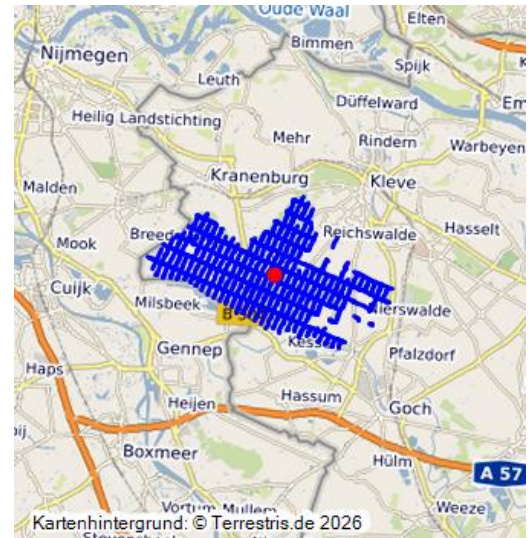 Oude Waal
Elten
Nijmegen
Bimmen
Spijk
Leuth
Em
Düffelward
Heilig Landstichting
Mehr
Rindern
Warbeyen
Kranenburg
Kleve
Malden
Hasselt
Breed
Reichswalde
Mook
Cuijk
Milsbeek
B
erswalde
Kess
Pfalzdorf
Gennep
Haps
Hassum
Goch
Heijen
Boxmeer
Hülm
A 57
Vortum-Mullem
Weeze
Kartenhintergrund: © Terrestris.de 2026